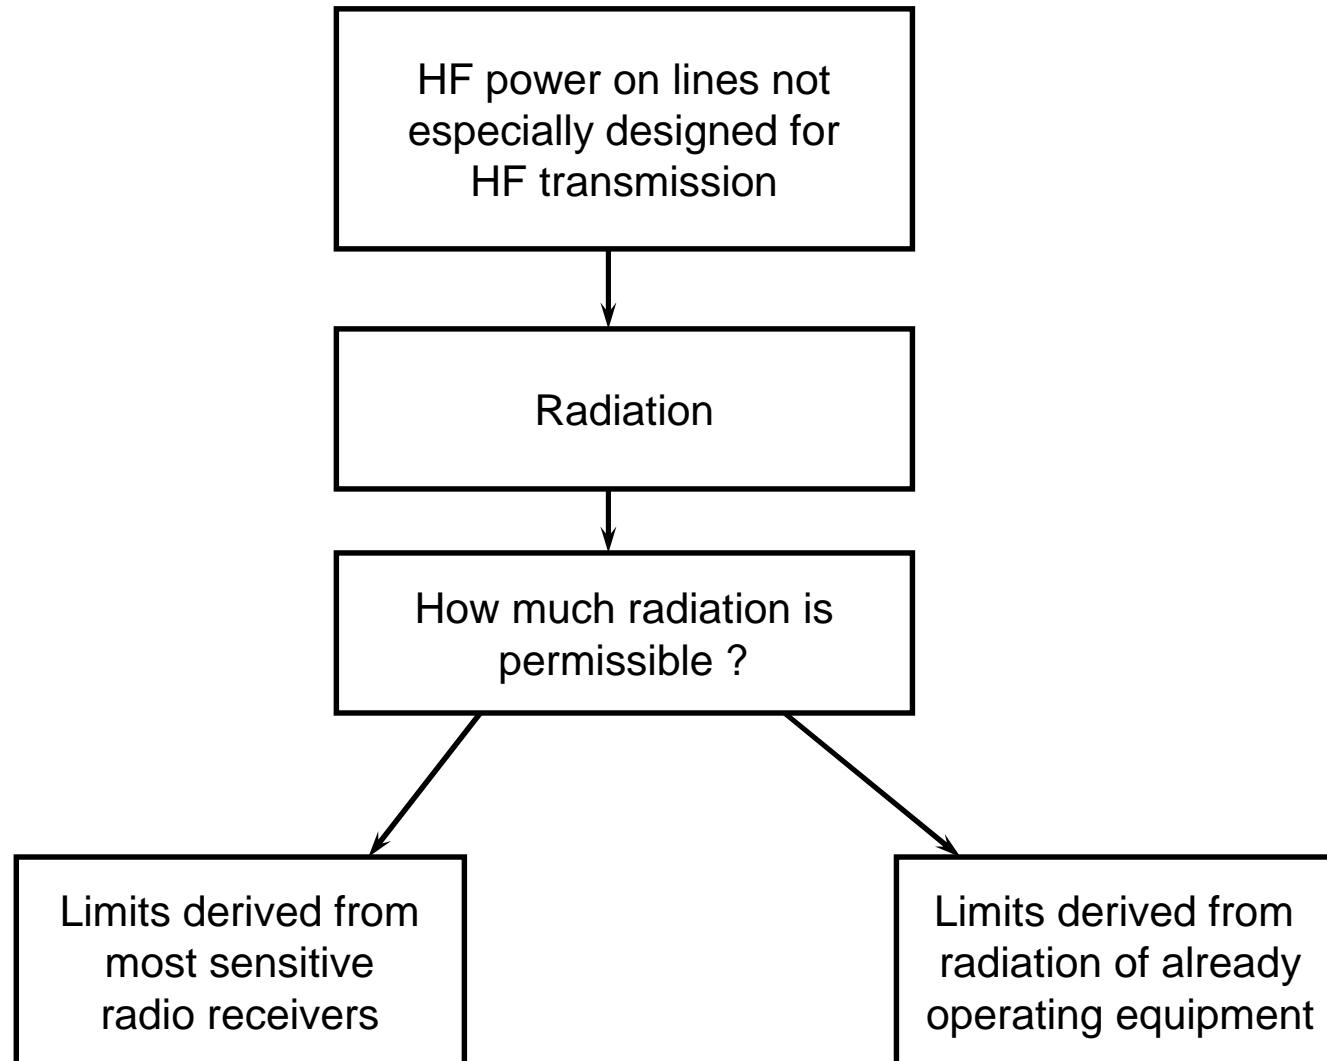 HF power on lines not
especially designed for
HF transmission
Radiation
How much radiation is
permissible ?
Limits derived from
most sensitive
radio receivers
Limits derived from
radiation of already
operating equipment